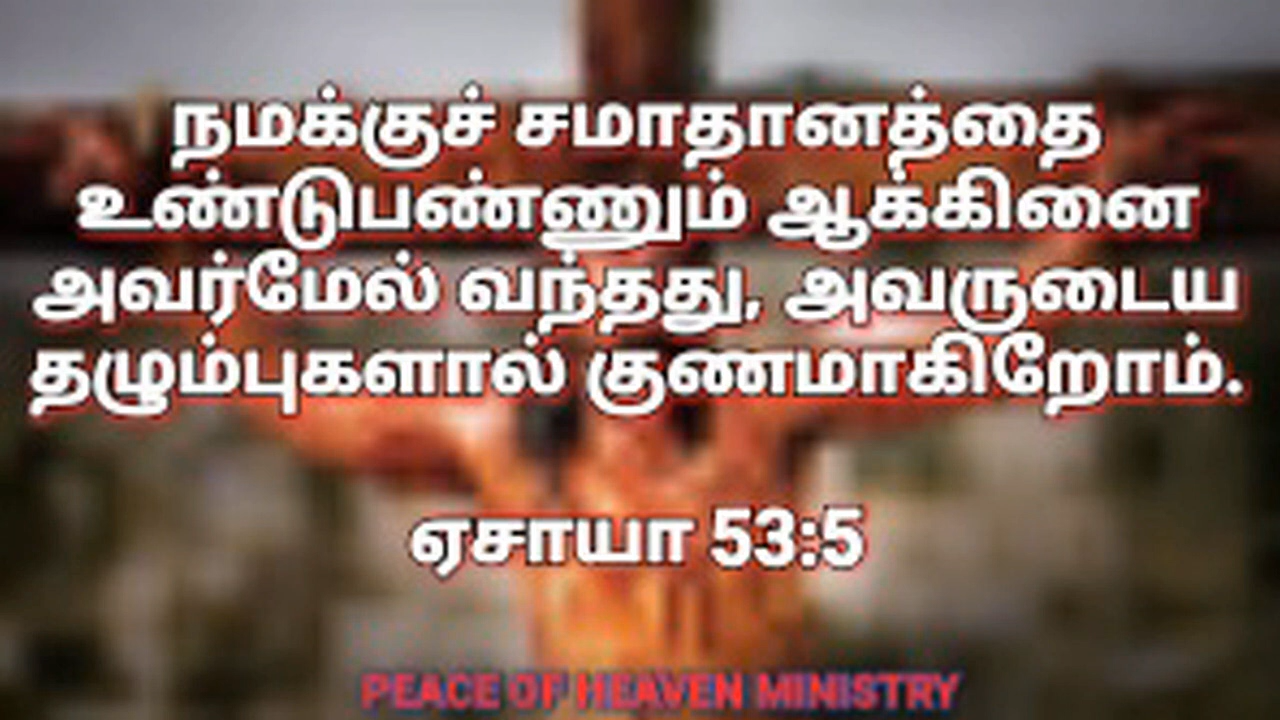 நமக்குச் சமாதானத்தை
உண்டுபண்ணும் ஆக்கினை
அவர்மேல் வந்தது, அவருடைய
தழும்புகளால் குணமாகிறோம்.
ஏசாயா 53:5
PEACE OF HEAVEN MINISTRY